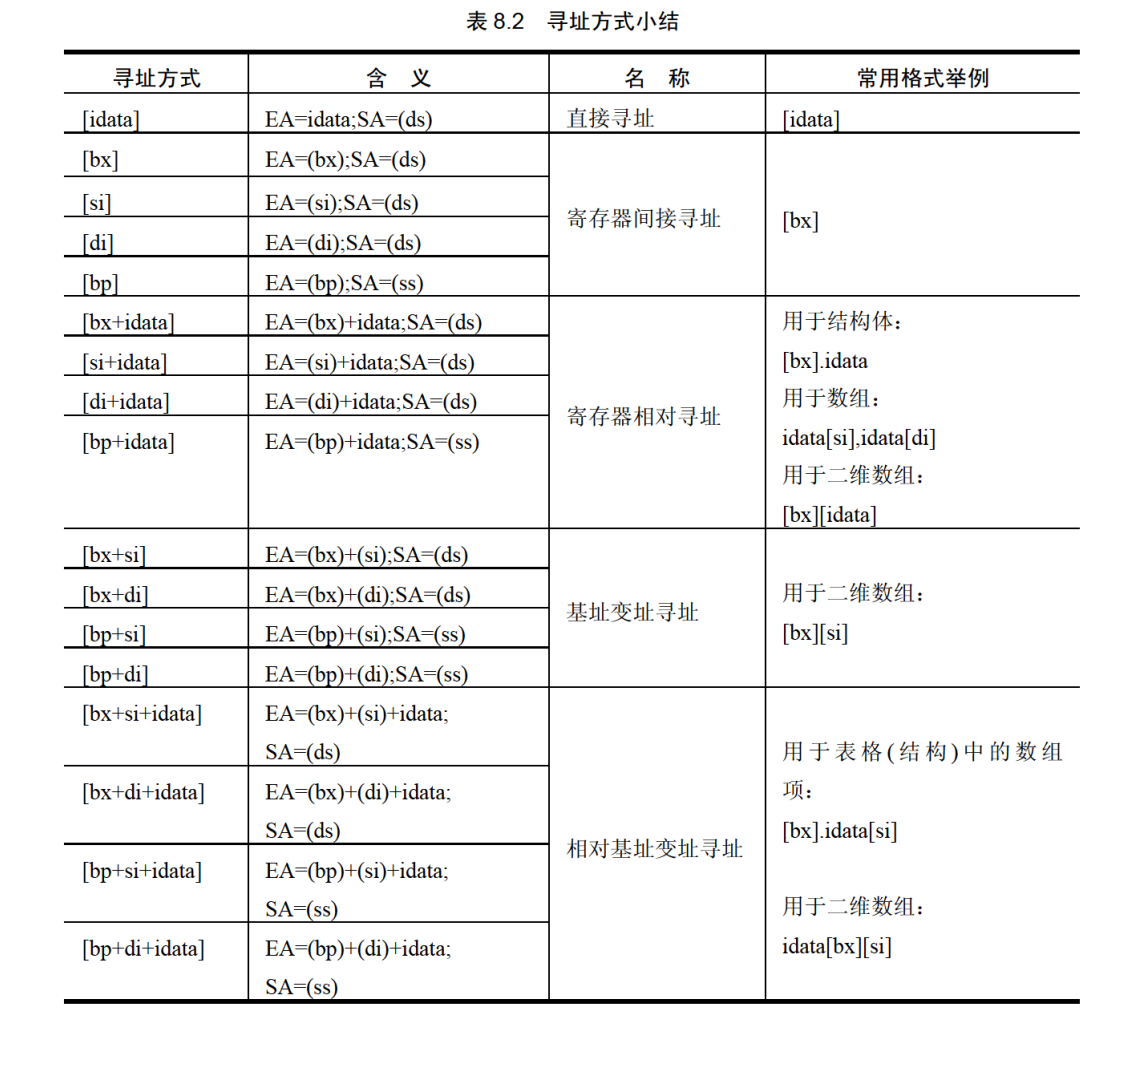 表 8.2 寻址方式小结
寻址方式 含 义 名 称 常用格式举例
[idata] EA=idata;SA=(ds) 直接寻址 [idata]
[bx] EA=(bx);SA=(ds)
[si] EA=(si);SA=(ds)
[di] EA=(di);SA=(ds)
[bp] EA=(bp);SA=(ss)
寄存器间接寻址
[bx]
[bx+idata] EA=(bx)+idata;SA=(ds)
[si+idata] EA=(si)+idata;SA=(ds)
[di+idata] EA=(di)+idata;SA=(ds)
[bp+idata] EA=(bp)+idata;SA=(ss)
寄存器相对寻址
用于结构体：
[bx].idata
用于数组：
idata[si],idata[di]
用于二维数组：
[bx][idata]
[bx+si] EA=(bx)+(si);SA=(ds)
[bx+di] EA=(bx)+(di);SA=(ds)
[bp+si] EA=(bp)+(si);SA=(ss)
[bp+di] EA=(bp)+(di);SA=(ss)
基址变址寻址
用于二维数组：
[bx][si]
[bx+si+idata] EA=(bx)+(si)+idata;
SA=(ds)
[bx+di+idata] EA=(bx)+(di)+idata;
SA=(ds)
[bp+si+idata] EA=(bp)+(si)+idata;
SA=(ss)
[bp+di+idata] EA=(bp)+(di)+idata;
SA=(ss)
相对基址变址寻址
用于表格(结构)中的数组
项：
[bx].idata[si]
用于二维数组：
idata[bx][si]